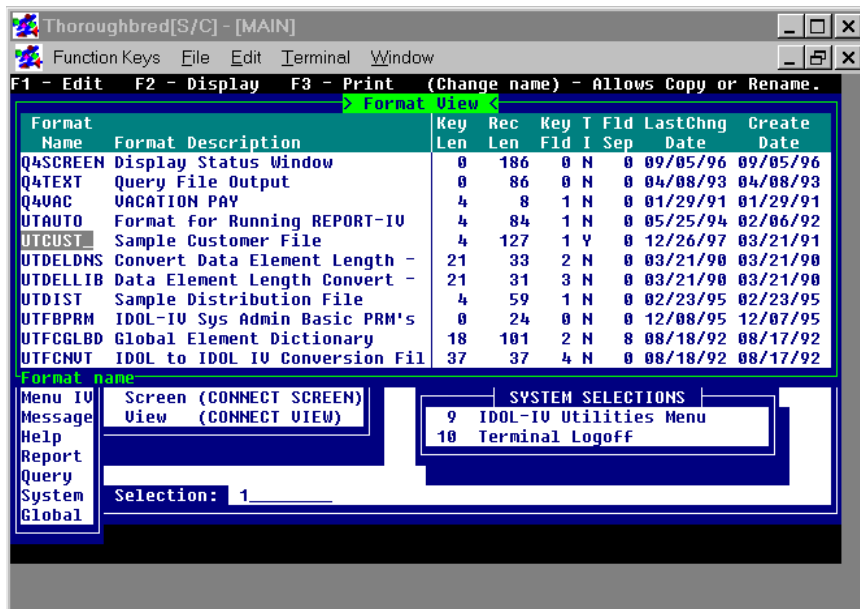 Thoroughbred[S/C] - [MAIN]
Function Keys File Edit Terminal Window
F1 - Edit F2 - Display F3 - Print (Change name) - Allows Copy or Rename.
> Format View <
Format Key Rec Key T Fld LastChng Create
Name Format Description Len Len Fld I Sep Date Date
Q4SCREEN Display Status Window 0 186 0 N 0 09/05/96 09/05/96
Q4TEXT Query File Output 0 86 0 N 0 04/08/93 04/08/93
Q4VAC VACATION PAY 4 8 1 N 0 01/29/91 01/29/91
UTAUTO Format for Running REPORT-IV 4 84 1 N 0 05/25/94 02/06/92
UTCUST_ Sample Customer File 4 127 1 Y 0 12/26/97 03/21/91
UTDELDNS Convert Data Element Length - 21 33 2 N 0 03/21/90 03/21/90
UTDELLIB Data Element Length Convert - 21 31 3 N 0 03/21/90 03/21/90
UTDIST Sample Distribution File 4 59 1 N 0 02/23/95 02/23/95
UTFBPRM IDOL-IV Sys Admin Basic PRM's 0 24 0 N 0 12/08/95 12/07/95
UTFCGLBD Global Element Dictionary 18 101 2 N 8 08/18/92 08/17/92
UTFCNVT IDOL to IDOL IV Conversion Fil 37 37 4 N 0 08/18/92 08/17/92
Format name
Menu IV Screen (CONNECT SCREEN) SYSTEM SELECTIONS
Message View (CONNECT VIEW) 9 IDOL-IV Utilities Menu
Help 10 Terminal Logoff
Report
Query
System Selection: 1_________
Global